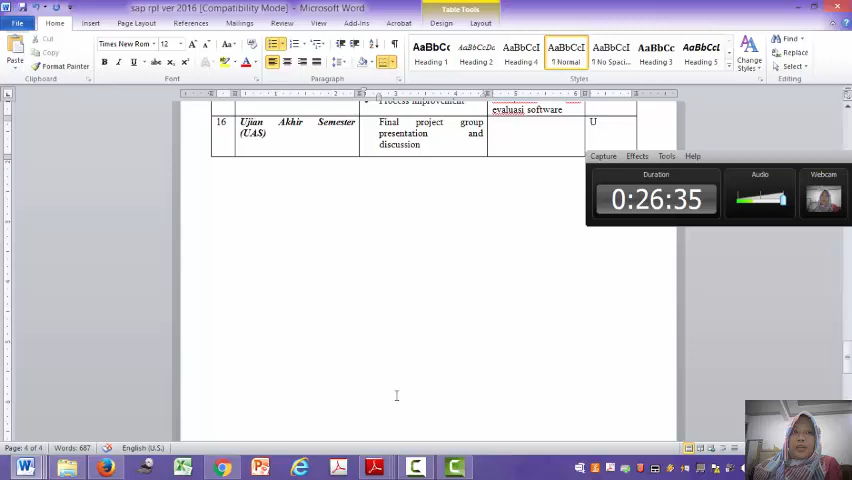 sap rpl ver 2016 [Compatibility Mode] - Microsoft Word
Table Tools
File Home Insert Page Layout References Mailings Review View Add-Ins Acrobat Design Layout
Cut
Copy
Format Painter
Paste
Clipboard
Times New Rom 12
Font
Paragraph
AaBbCc AaBbCcDc AaBbCcI AaBbCcI AaBbCcI AaBbCc AaBbCcL
Heading 1 Heading 2 Heading 4 ¶ Normal ¶ No Spaci... Heading 3 Heading 5
Change Styles
Styles
Find
Replace
Select
Editing
Process improvement
evaluasi software
16 Ujian Akhir Semester (UAS)
Final project group
presentation and
discussion
U
Capture Effects Tools Help
Duration Audio Webcam
0:26:35
Page: 4 of 4 Words: 687 English (U.S.)